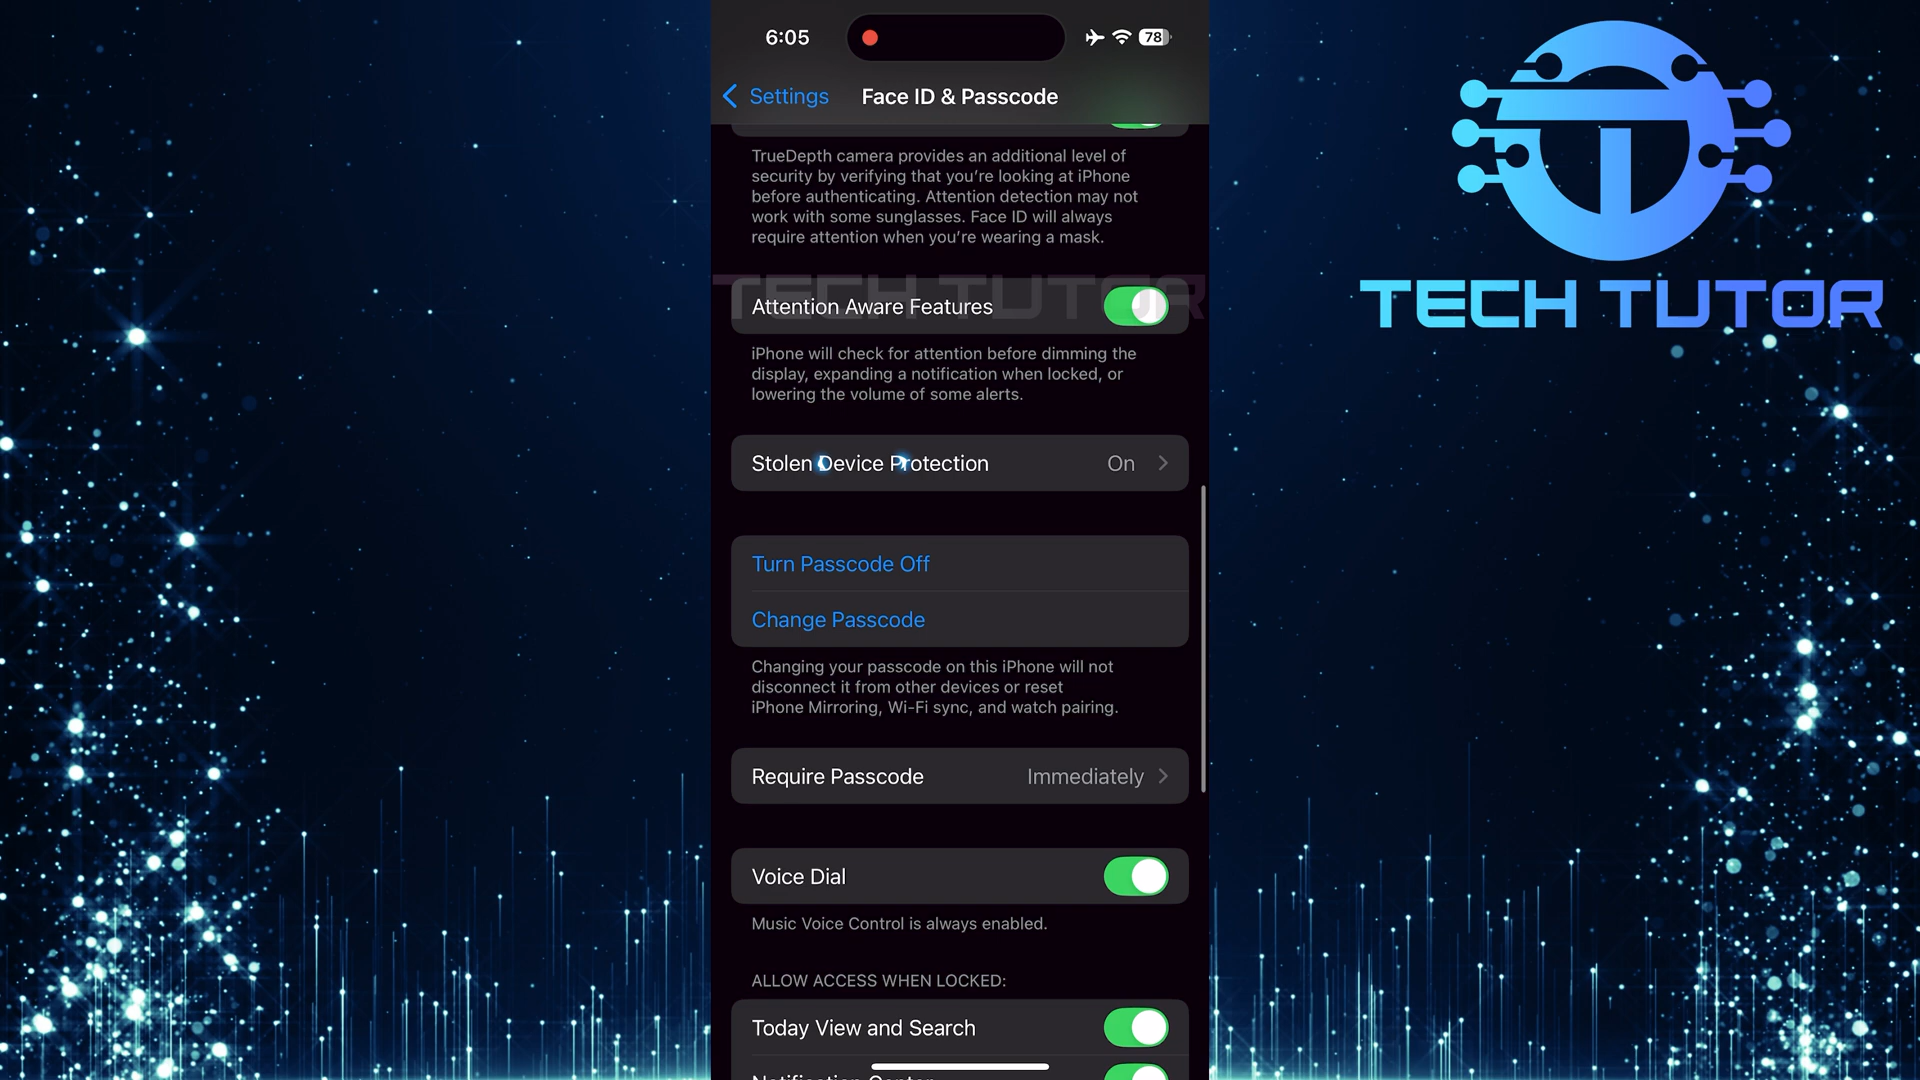 6:05
78
Settings
Face ID & Passcode
TrueDepth camera provides an additional level of
security by verifying that you're looking at iPhone
before authenticating. Attention detection may not
work with some sunglasses. Face ID will always
require attention when you're wearing a mask.
TECH TUTOR
Attention Aware Features
iPhone will check for attention before dimming the
display, expanding a notification when locked, or
lowering the volume of some alerts.
Stolen Device Protection On
Turn Passcode Off
Change Passcode
Changing your passcode on this iPhone will not
disconnect it from other devices or reset
iPhone Mirroring, Wi-Fi sync, and watch pairing.
Require Passcode Immediately
Voice Dial
Music Voice Control is always enabled.
ALLOW ACCESS WHEN LOCKED:
Today View and Search
Notification Center
TECH TUTOR